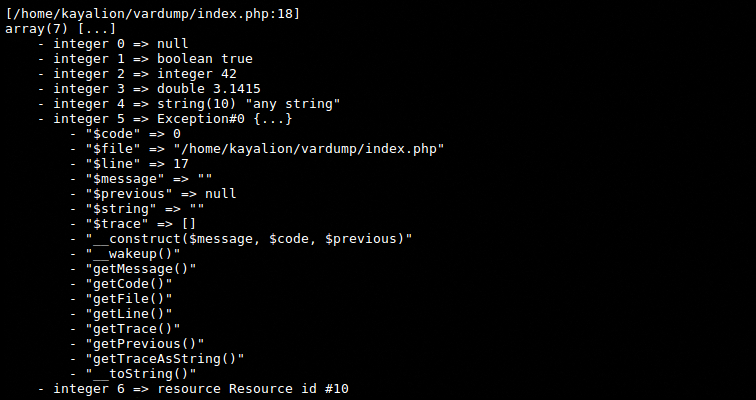 [/home/kayalion/vardump/index.php:18]
array(7) [...]
    - integer 0 => null
    - integer 1 => boolean true
    - integer 2 => integer 42
    - integer 3 => double 3.1415
    - integer 4 => string(10) "any string"
    - integer 5 => Exception#0 {...}
        - "$code" => 0
        - "$file" => "/home/kayalion/vardump/index.php"
        - "$line" => 17
        - "$message" => ""
        - "$previous" => null
        - "$string" => ""
        - "$trace" => []
        - "__construct($message, $code, $previous)"
        - "__wakeup()"
        - "getMessage()"
        - "getCode()"
        - "getFile()"
        - "getLine()"
        - "getTrace()"
        - "getPrevious()"
        - "getTraceAsString()"
        - "__toString()"
    - integer 6 => resource Resource id #10